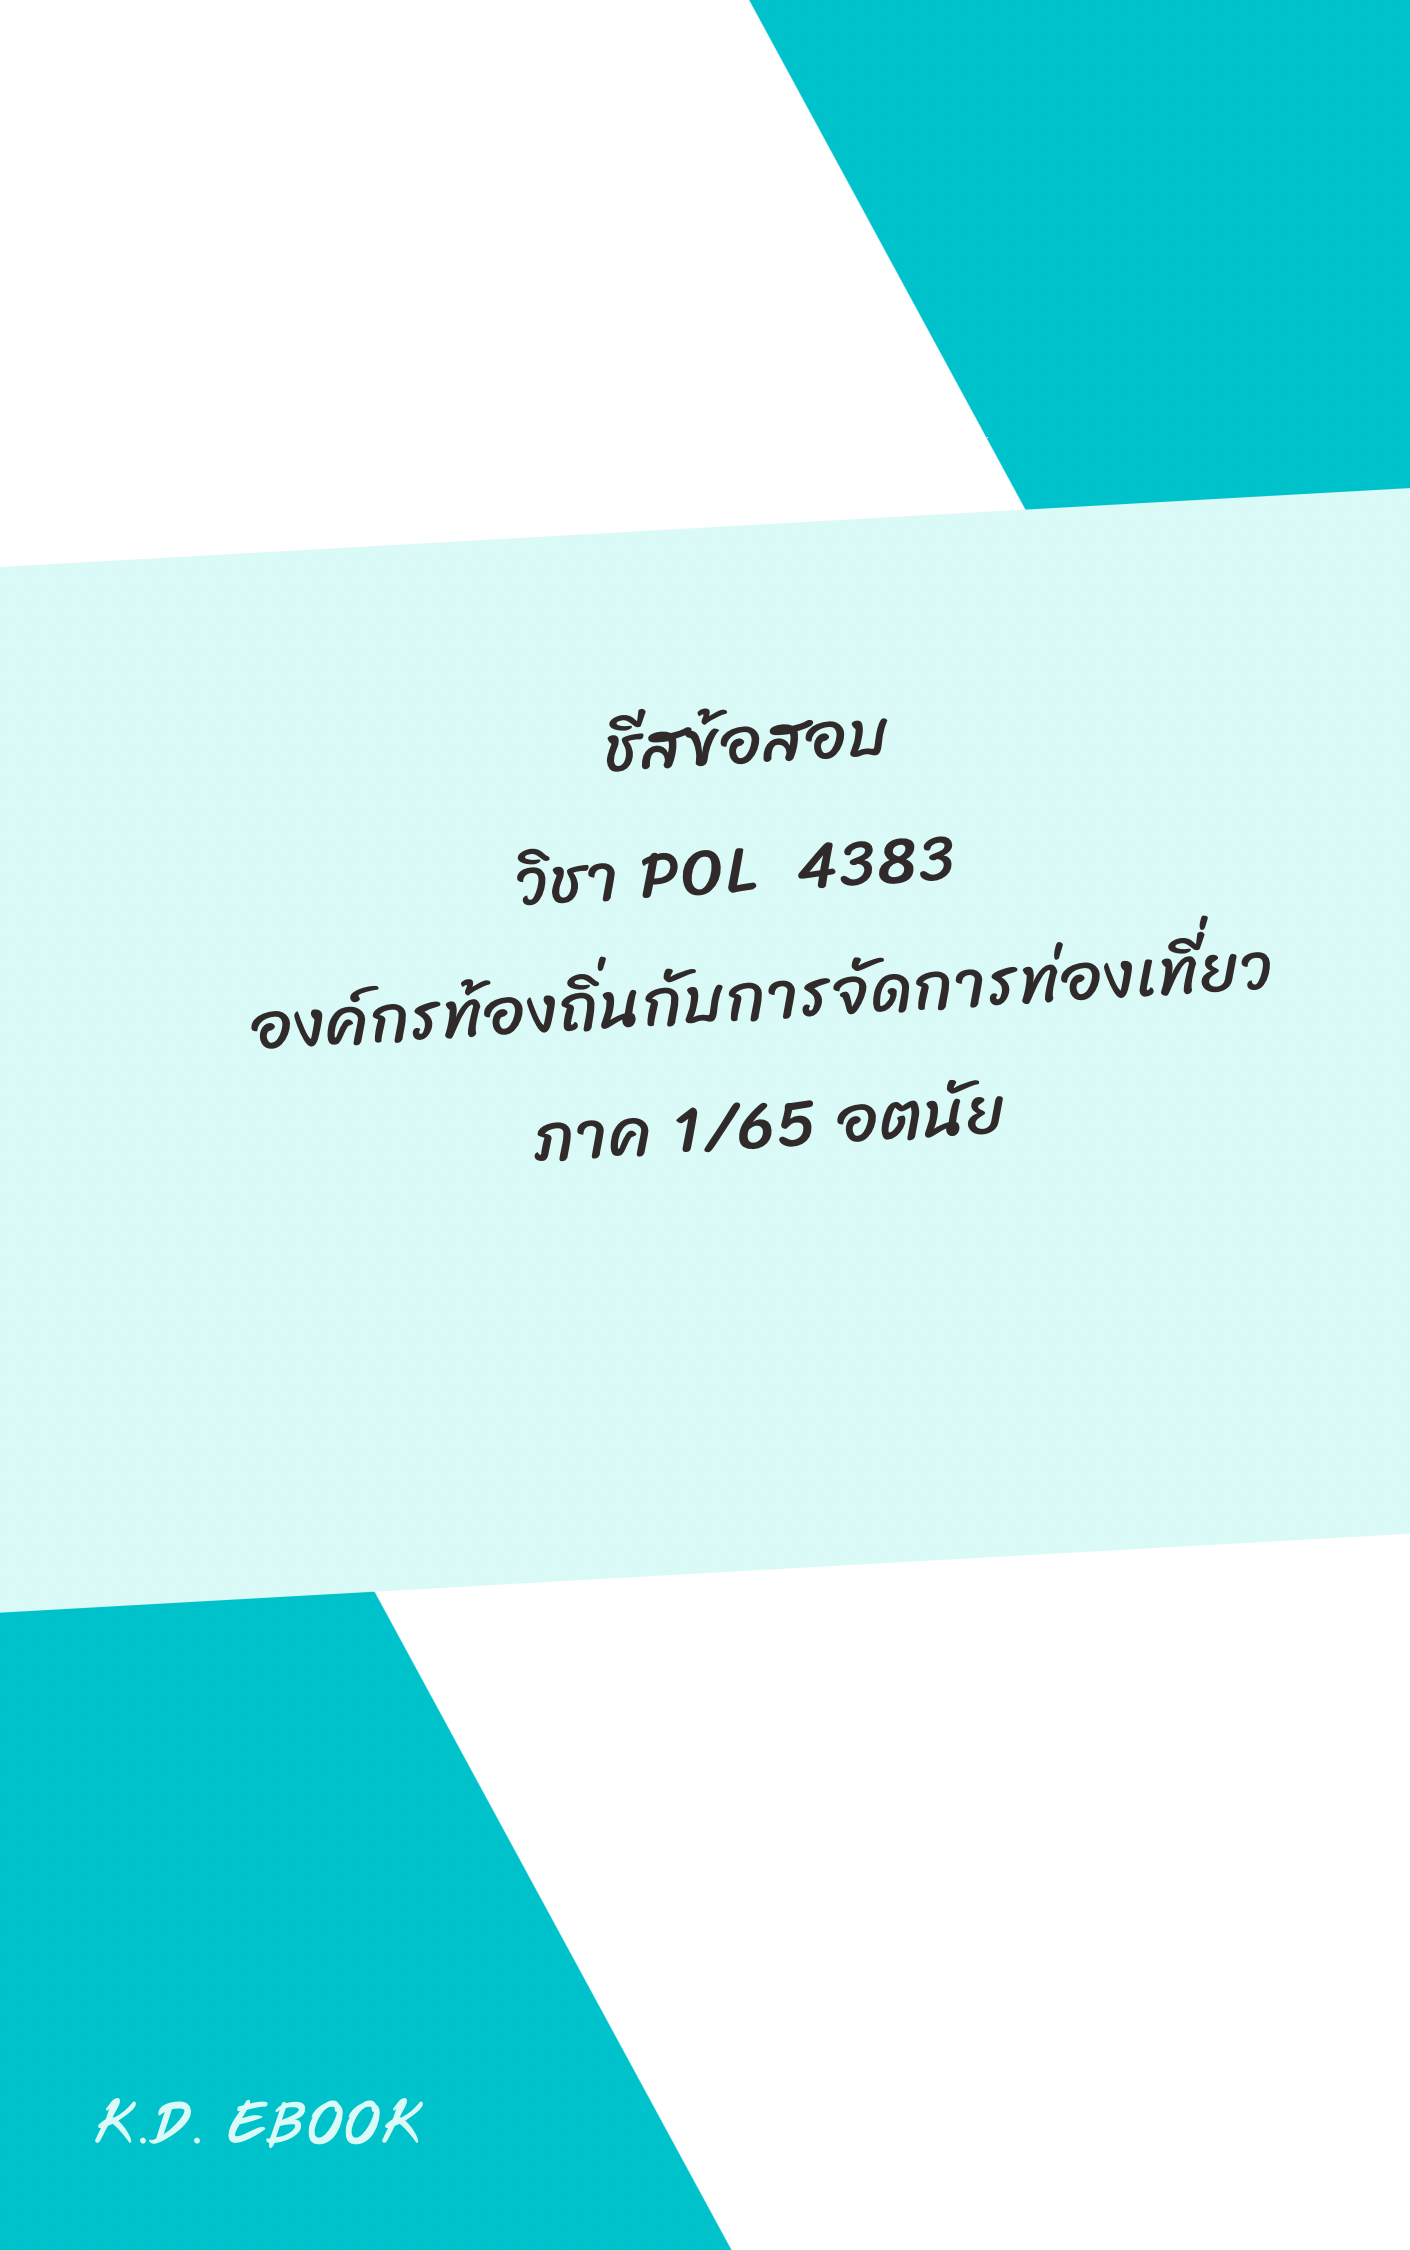 ชีสข้อสอบ
วิชา POL 4383
องค์กรท้องถิ่นกับการจัดการท่องเที่ยว
ภาค 1/65 อตนัย
K.D. EBOOK